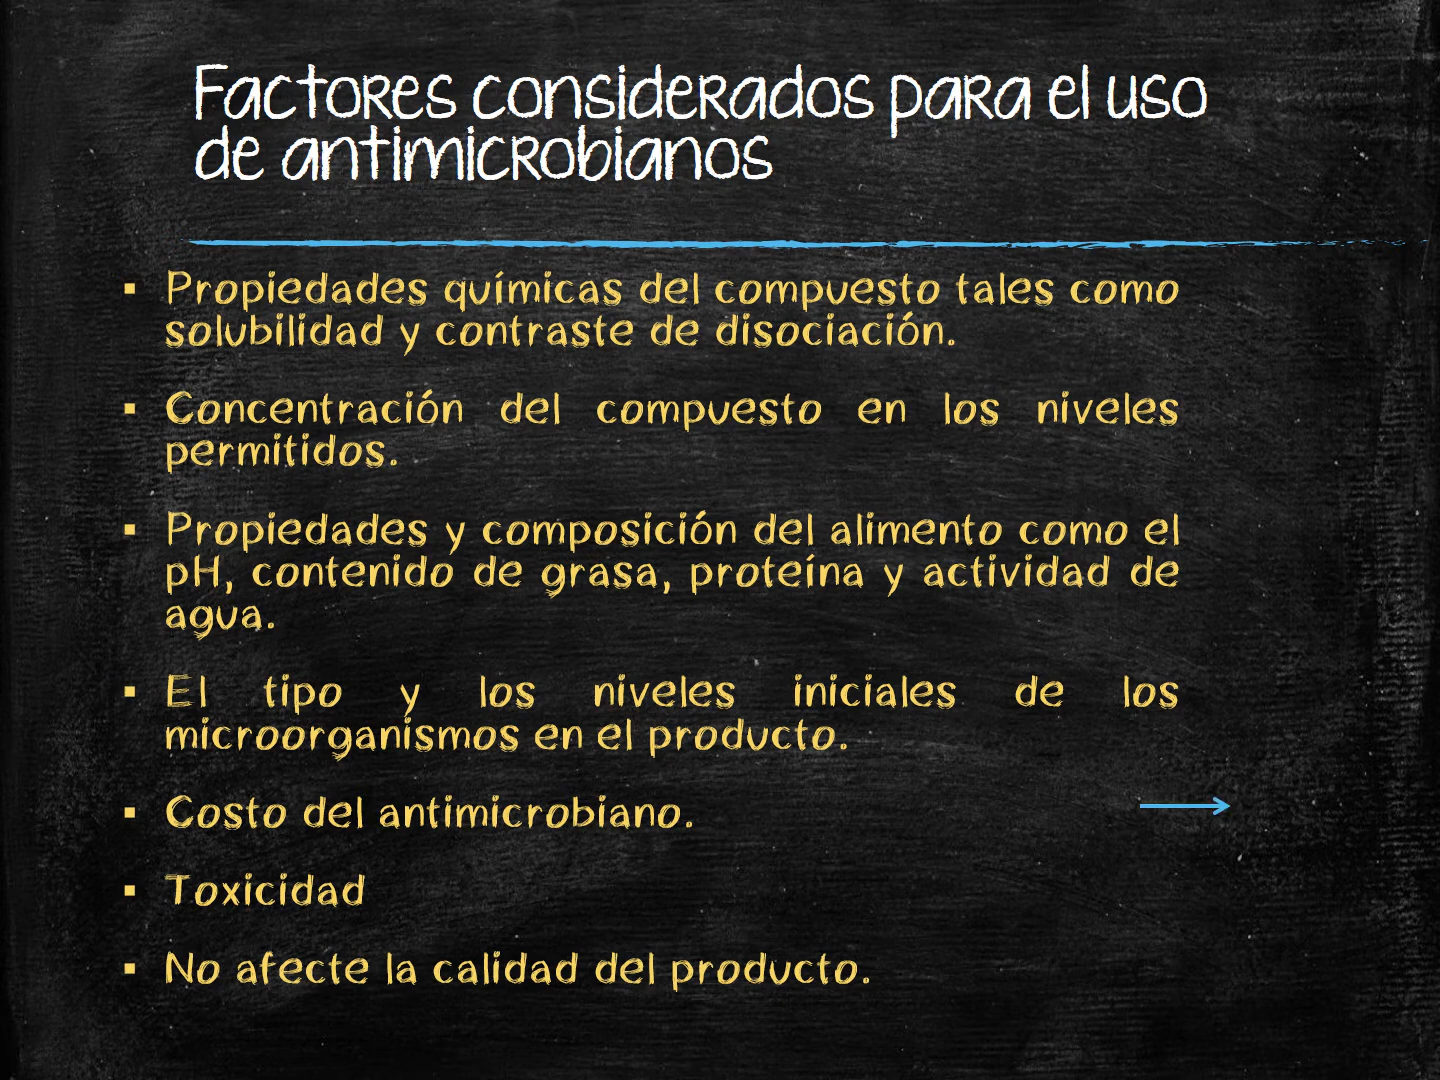 Factores considerados para el uso
de antimicrobianos
▪ Propiedades químicas del compuesto tales como
solubilidad y contraste de disociación.
▪ Concentración del compuesto en los niveles
permitidos.
▪ Propiedades y composición del alimento como el
pH, contenido de grasa, proteína y actividad de
agua.
▪ El tipo y los niveles iniciales de los
microorganismos en el producto.
▪ Costo del antimicrobiano.
▪ Toxicidad
▪ No afecte la calidad del producto.